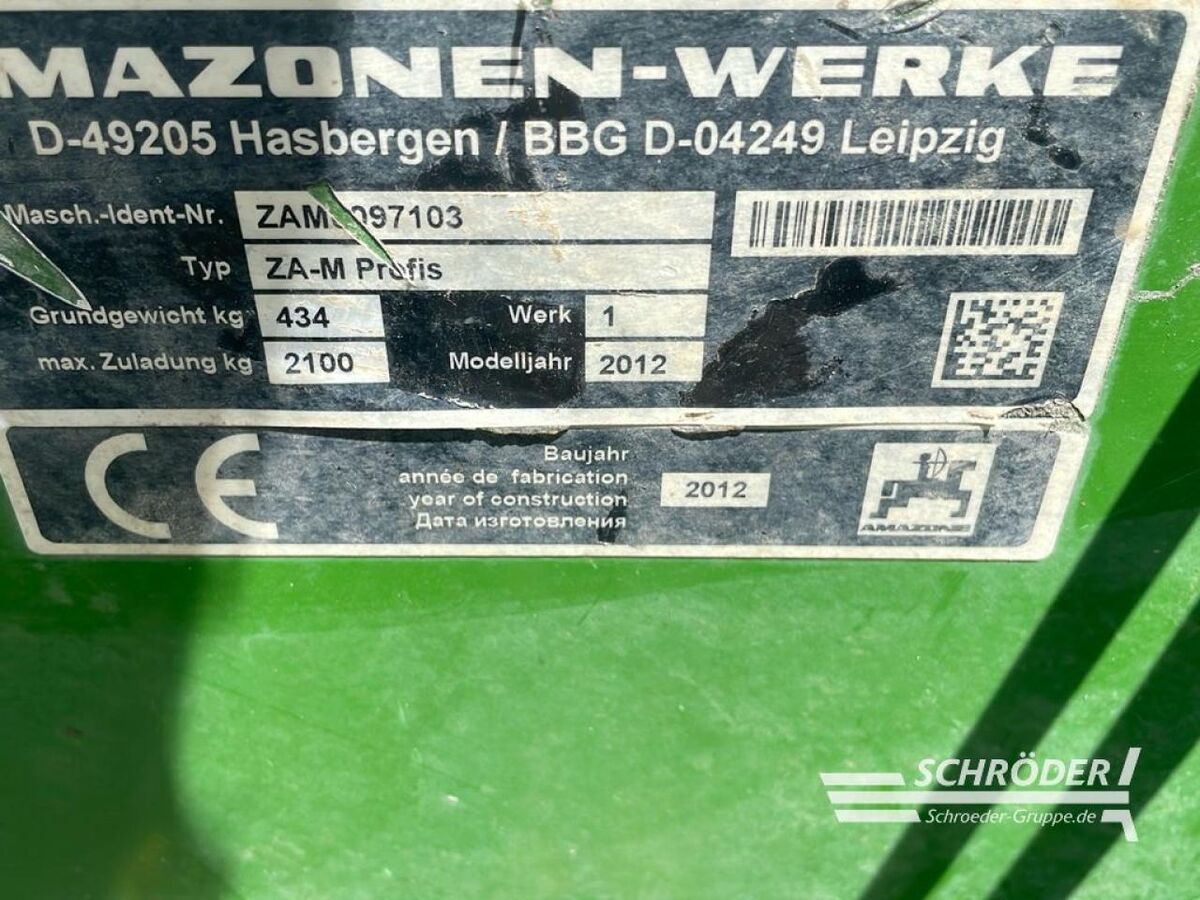 MAZONEN-WERKE
D-49205 Hasbergen / BBG D-04249 Leipzig
Masch.-Ident-Nr.
Typ ZA-M Profis
Grundgewicht kg 434 Werk 1
max. Zuladung kg 2100 Modelljahr 2012
CE
Baujahr
année de fabrication
year of construction 2012
Дата изготовления
AMAZONE
SCHRÖDER
Schroeder-Gruppe.de